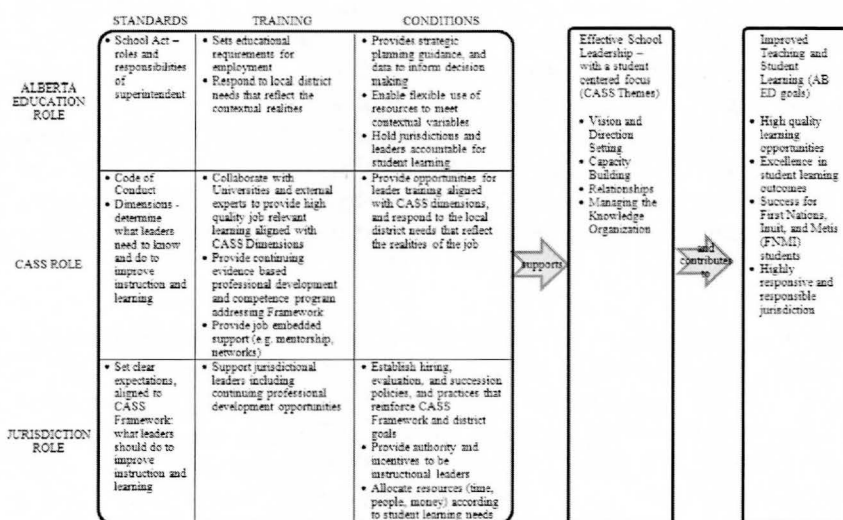 STANDARDS
TRAINING
CONDITIONS
ALBERTA
EDUCATION
ROLE
• School Act –
roles and
responsibilities
of
superintendent
• Sets educational
requirements for
employment
• Respond to local district
needs that reflect the
contextual realities
• Provides strategic
planning guidance, and
data to inform decision
making
• Enable flexible use of
resources to meet
contextual variables
• Hold jurisdictions and
leaders accountable for
student learning
CASS ROLE
• Code of
Conduct
• Dimensions -
determine
what leaders
need to know
and do to
improve
instruction and
learning
• Collaborate with
Universities and external
experts to provide high
quality job relevant
learning aligned with
CASS Dimensions
• Provide continuing
evidence based
professional development
and competence program
addressing Framework
• Provide job embedded
support (e.g. mentorship,
networks)
• Provide opportunities for
leader training aligned
with CASS dimensions,
and respond to the local
district needs that reflect
the realities of the job
JURISDICTION
ROLE
• Set clear
expectations,
aligned to
CASS
Framework:
what leaders
should do to
improve
instruction and
learning
• Support jurisdictional
leaders including
continuing professional
development opportunities
• Establish hiring,
evaluation, and succession
policies, and practices that
reinforce CASS
Framework and district
goals
• Provide authority and
incentives to be
instructional leaders
• Allocate resources (time,
people, money) according
to student learning needs
supports
Effective School
Leadership –
with a student
centered focus
(CASS Themes)
• Vision and
Direction
Setting
• Capacity
Building
• Relationships
• Managing the
Knowledge
Organization
and
contributes
to
Improved
Teaching and
Student
Learning (AB
ED goals)
• High quality
learning
opportunities
• Excellence in
student learning
outcomes
• Success for
First Nations,
Inuit, and Metis
(FNMI)
students
• Highly
responsive and
responsible
jurisdiction